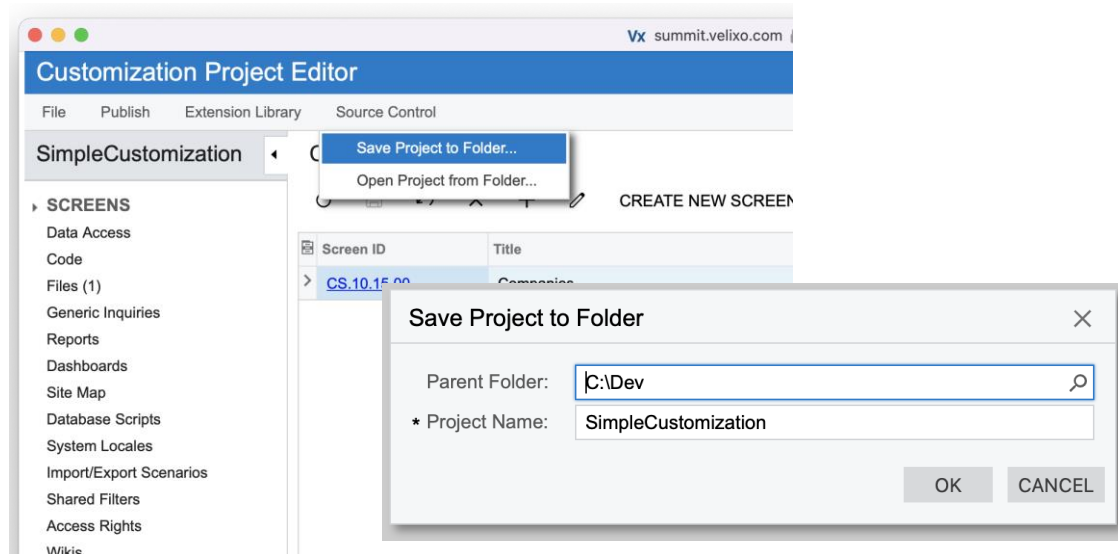 Vx summit.velixo.com
Customization Project Editor
File Publish Extension Library Source Control
SimpleCustomization
Save Project to Folder...
Open Project from Folder...
CREATE NEW SCREEN
SCREENS
Data Access
Code
Files (1)
Generic Inquiries
Reports
Dashboards
Site Map
Database Scripts
System Locales
Import/Export Scenarios
Shared Filters
Access Rights
Wikis
Screen ID Title
CS.10.15.00 Companies
Save Project to Folder
Parent Folder: C:\Dev
* Project Name: SimpleCustomization
OK CANCEL